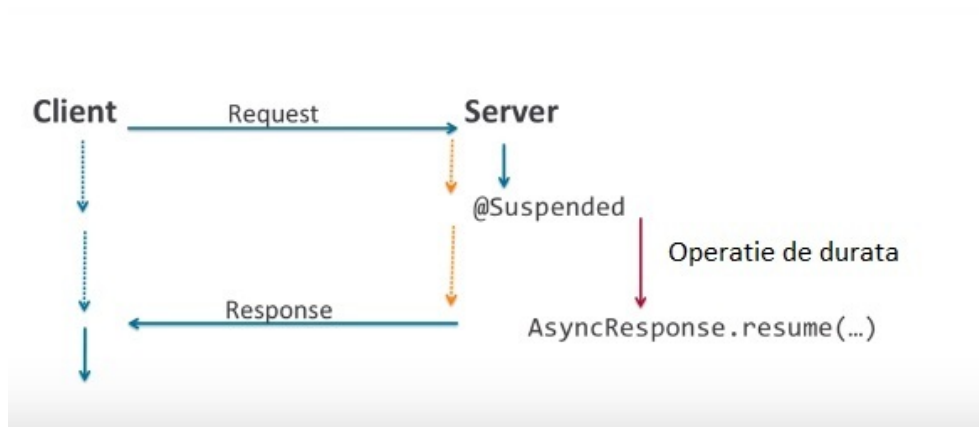 Client
Request
Server
@Suspended
Operatie de durata
Response
AsyncResponse.resume(…)